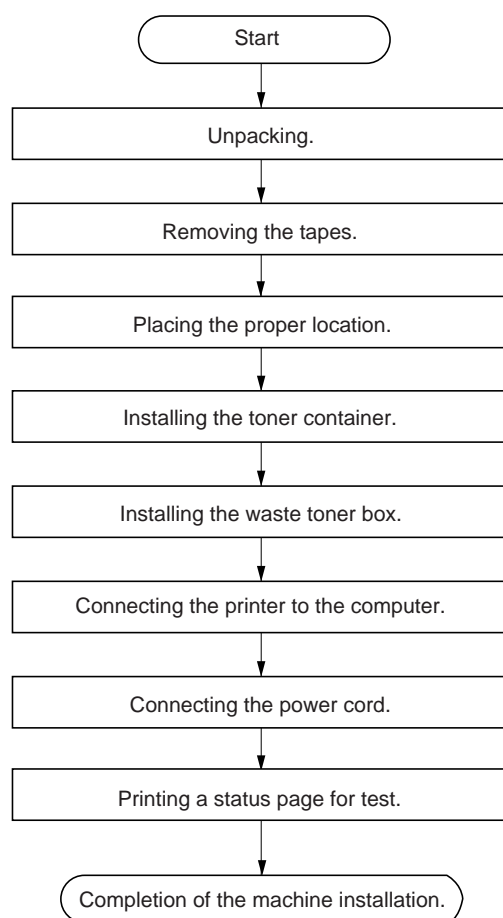 Start
Unpacking.
Removing the tapes.
Placing the proper location.
Installing the toner container.
Installing the waste toner box.
Connecting the printer to the computer.
Connecting the power cord.
Printing a status page for test.
Completion of the machine installation.